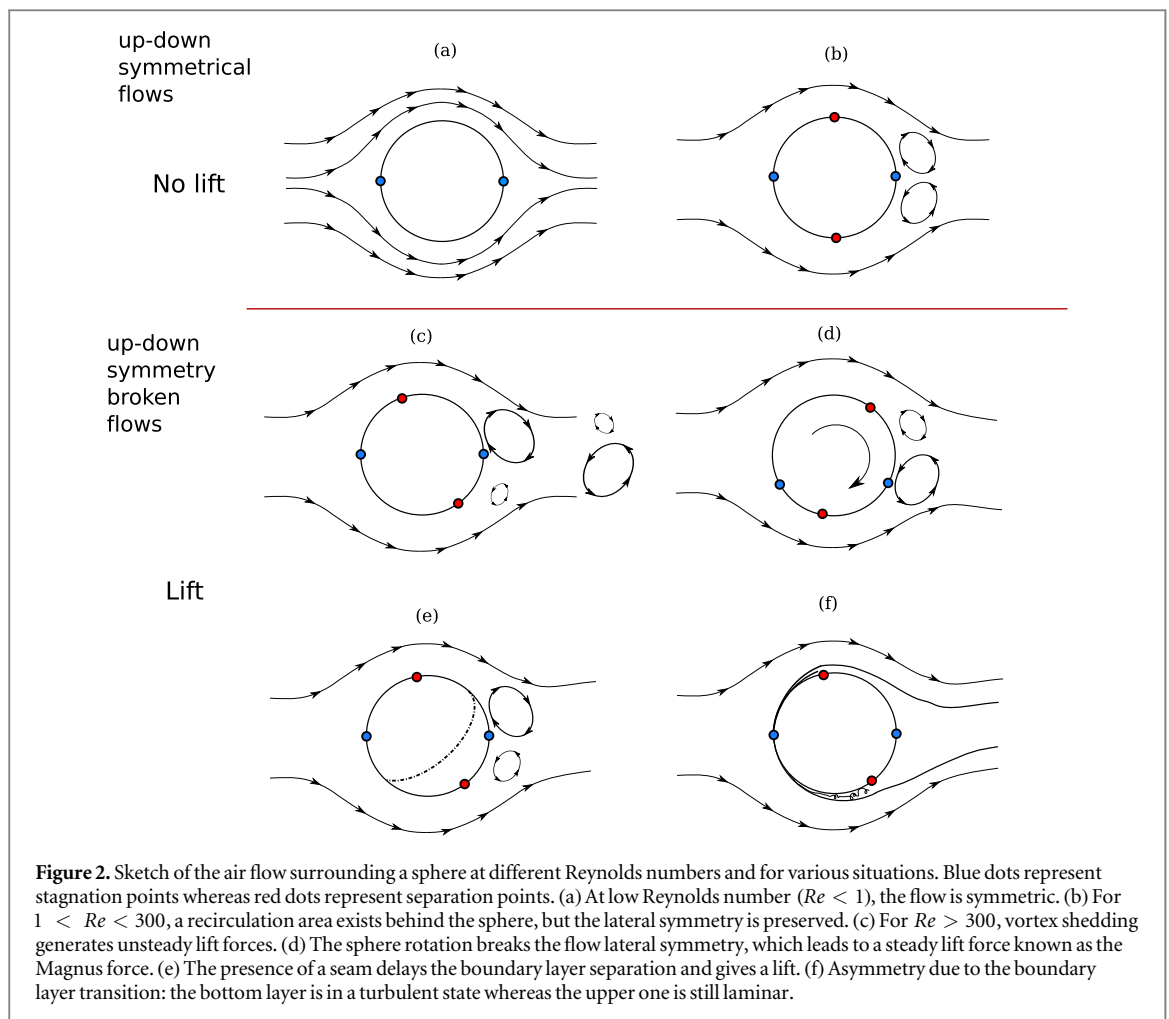 up-down
symmetrical
flows
(a)
(b)
No lift
up-down
symmetry
broken
flows
(c)
(d)
Lift
(e)
(f)
Figure 2. Sketch of the air flow surrounding a sphere at different Reynolds numbers and for various situations. Blue dots represent
stagnation points whereas red dots represent separation points. (a) At low Reynolds number (Re < 1), the flow is symmetric. (b) For
1 < Re < 300, a recirculation area exists behind the sphere, but the lateral symmetry is preserved. (c) For Re > 300, vortex shedding
generates unsteady lift forces. (d) The sphere rotation breaks the flow lateral symmetry, which leads to a steady lift force known as the
Magnus force. (e) The presence of a seam delays the boundary layer separation and gives a lift. (f) Asymmetry due to the boundary
layer transition: the bottom layer is in a turbulent state whereas the upper one is still laminar.